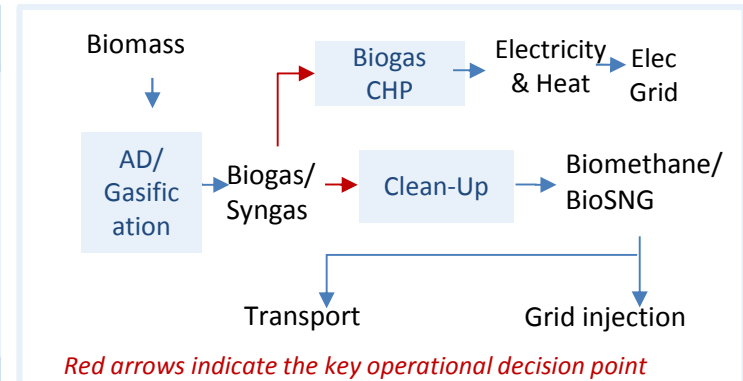 Biomass
Biogas
CHP
Electricity
& Heat
Elec
Grid
AD/
Gasific
ation
Biogas/
Syngas
Clean-Up
Biomethane/
BioSNG
Transport
Grid injection
Red arrows indicate the key operational decision point